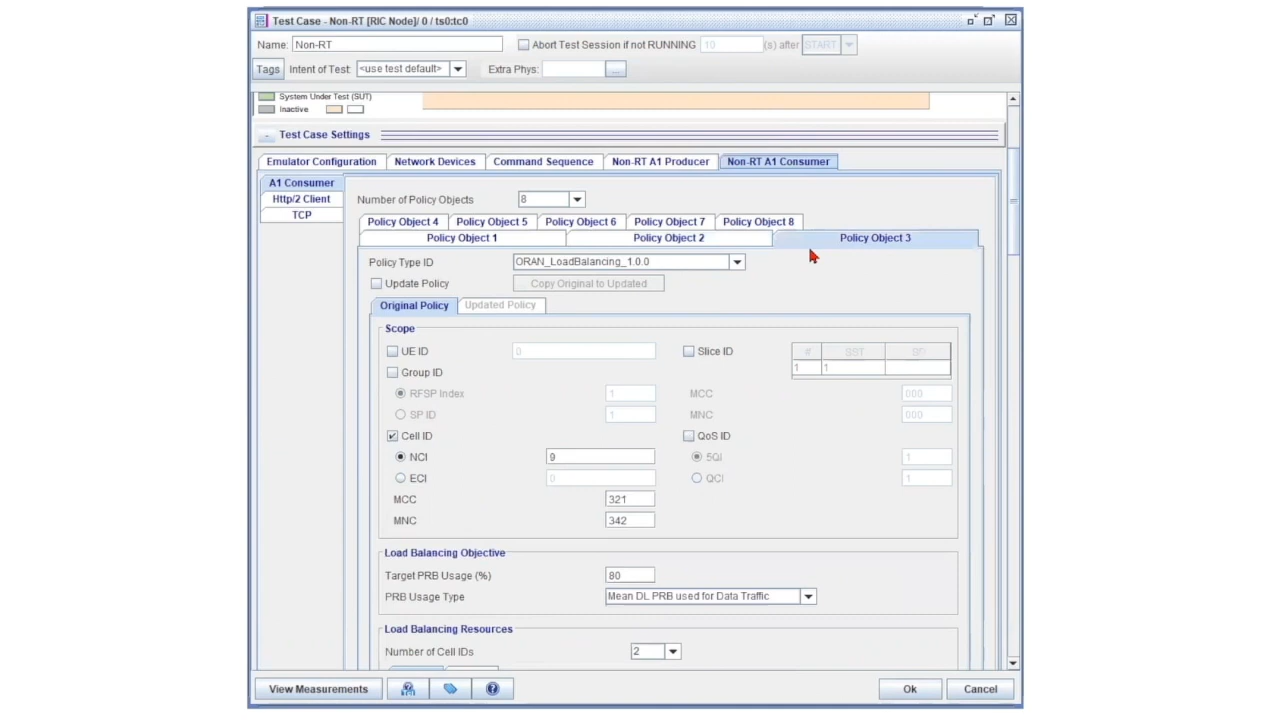 Test Case - Non-RT [RIC Node]/ 0 / ts0:tc0
Name: Non-RT Abort Test Session if not RUNNING 10 (s) after START
Tags Intent of Test: <use test default> Extra Phys: ...
System Under Test (SUT)
Inactive
- Test Case Settings
Emulator Configuration Network Devices Command Sequence Non-RT A1 Producer Non-RT A1 Consumer
A1 Consumer
Http/2 Client
TCP
Number of Policy Objects 8
Policy Object 4 Policy Object 5 Policy Object 6 Policy Object 7 Policy Object 8
Policy Object 1 Policy Object 2 Policy Object 3
Policy Type ID ORAN_LoadBalancing_1.0.0
Update Policy Copy Original to Updated
Original Policy Updated Policy
Scope
UE ID 0 Slice ID # SST SD
1 1
Group ID
RFSP Index 1 MCC 000
SP ID 1 MNC 000
Cell ID QoS ID
NCI 9 5QI 1
ECI 0 QCI 1
MCC 321
MNC 342
Load Balancing Objective
Target PRB Usage (%) 80
PRB Usage Type Mean DL PRB used for Data Traffic
Load Balancing Resources
Number of Cell IDs 2
View Measurements Ok Cancel